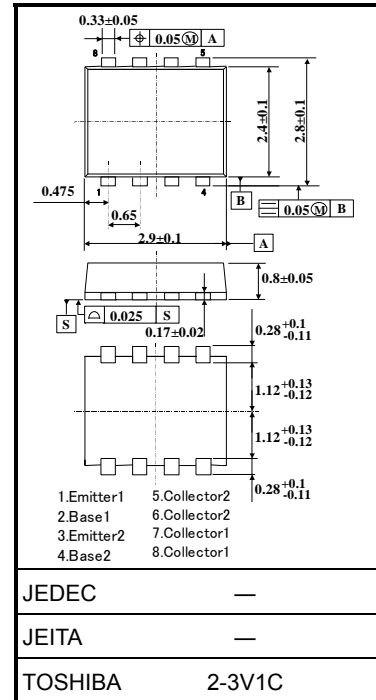 0.33±0.05
⌖ 0.05Ⓜ A
8 5
2.4±0.1
2.8±0.1
0.475
1 4
B
⌯ 0.05Ⓜ B
0.65
2.9±0.1
A
0.8±0.05
S
⌓ 0.025 S
0.17±0.02
0.28 +0.1 -0.11
1.12 +0.13 -0.12
1.12 +0.13 -0.12
0.28 +0.1 -0.11
1.Emitter1 5.Collector2
2.Base1 6.Collector2
3.Emitter2 7.Collector1
4.Base2 8.Collector1
JEDEC —
JEITA —
TOSHIBA 2-3V1C